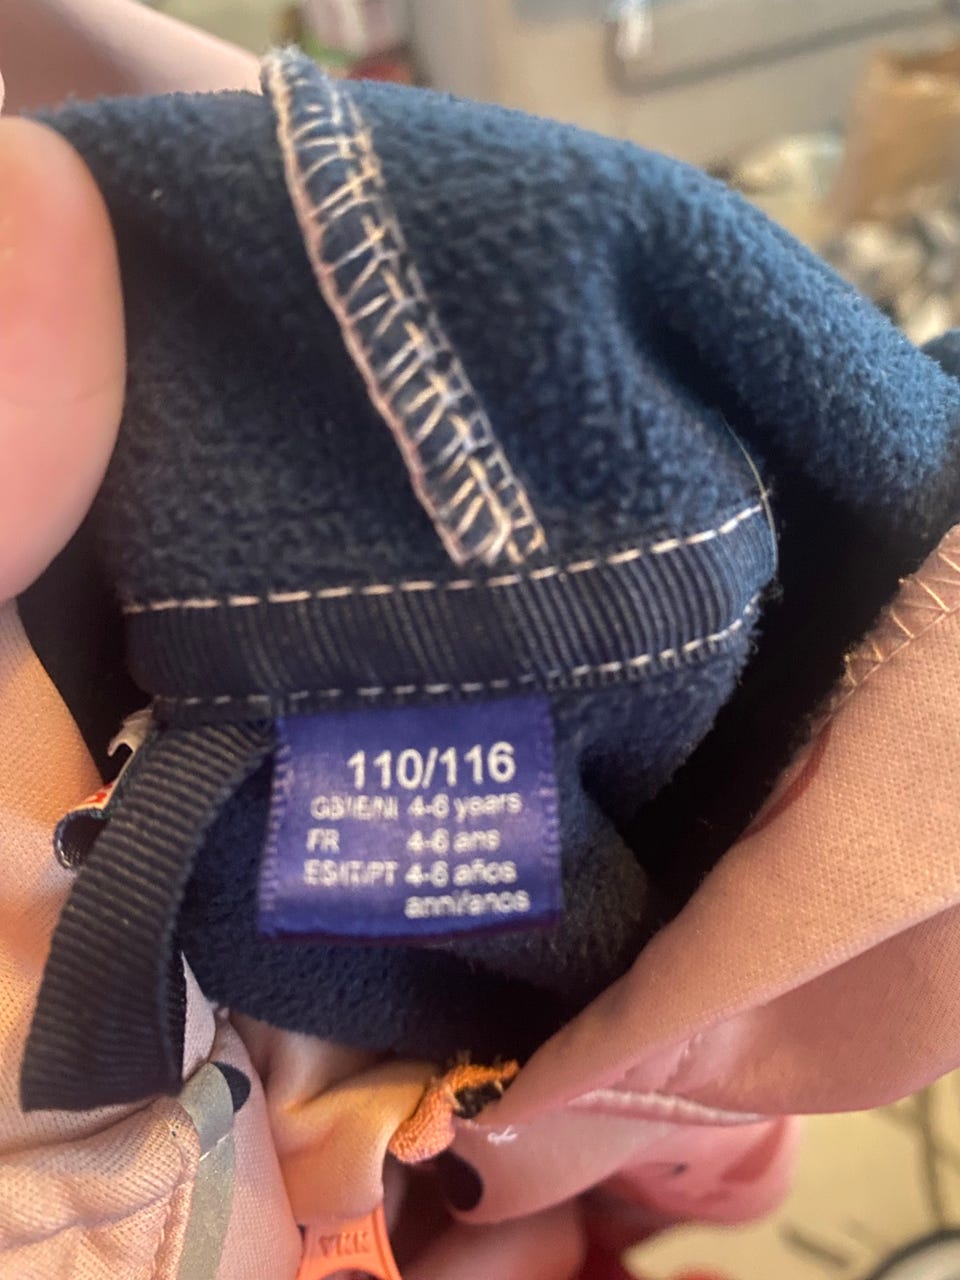 110/116
GB/IE/NI 4-6 years
FR 4-6 ans
ES/IT/PT 4-6 años
anni/anos